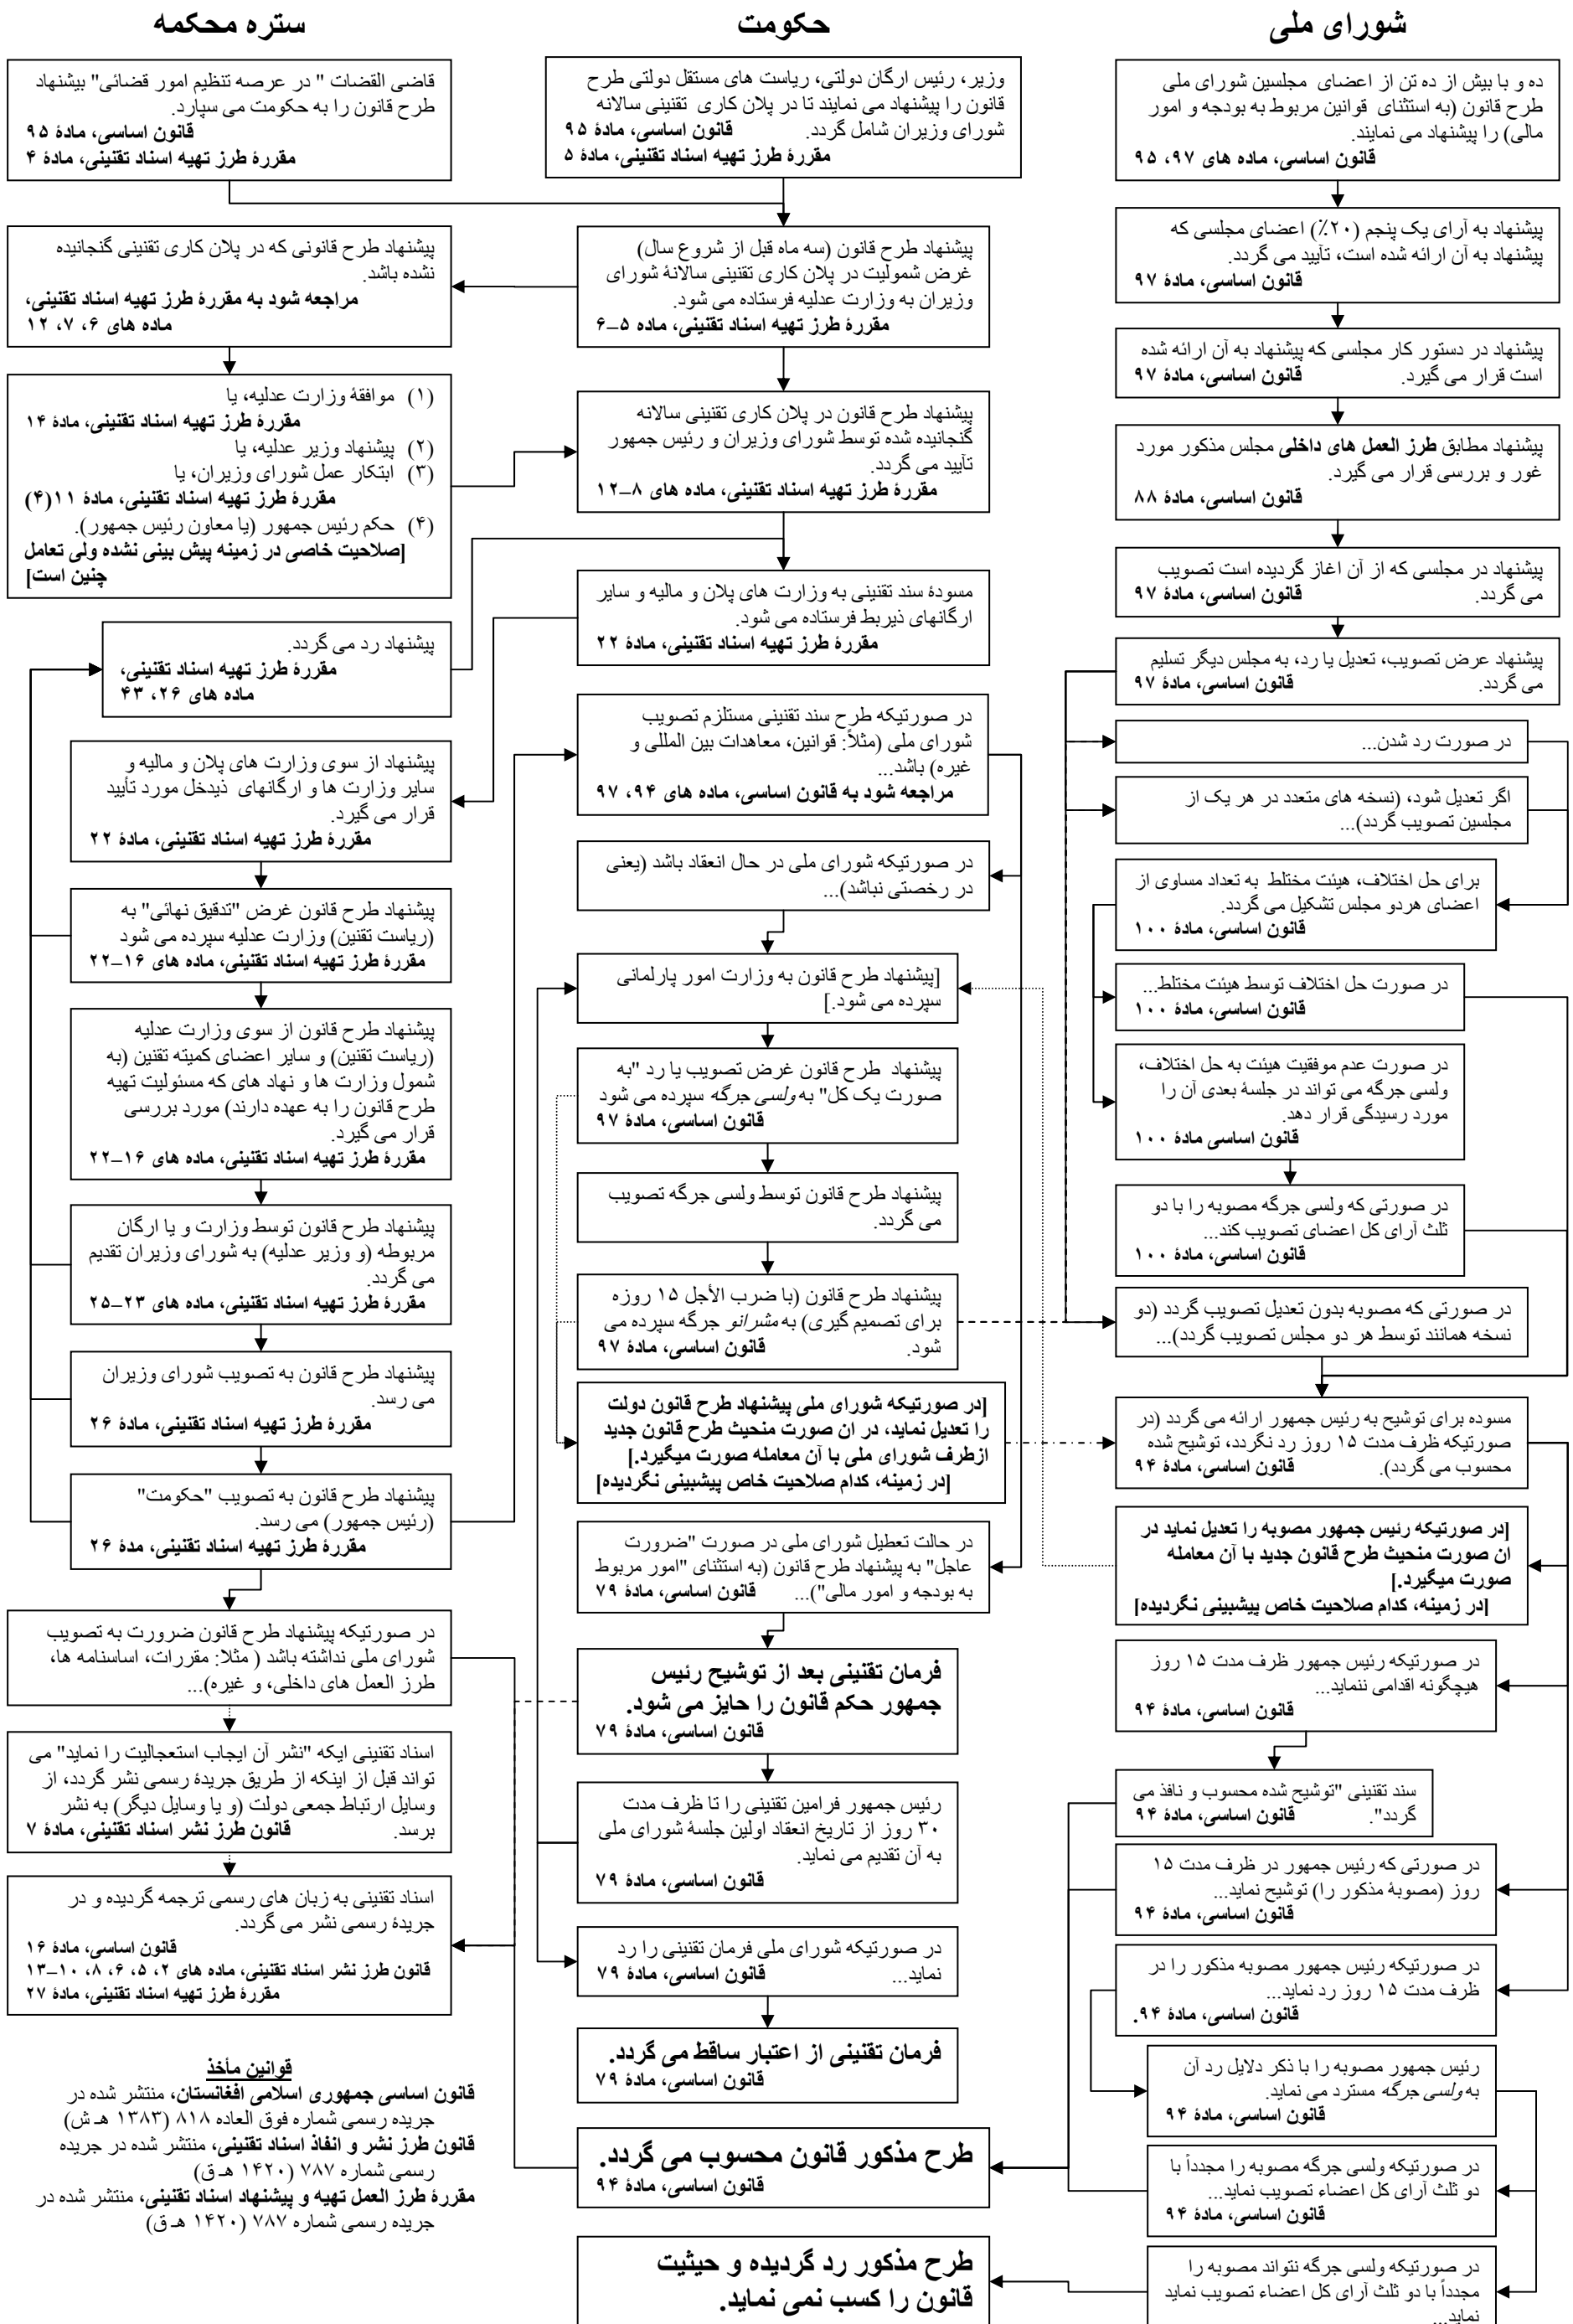 شورای ملی
ده و با بیش از ده تن از اعضای مجلسین شورای ملی
طرح قانون (به استثنای قوانین مربوط به بودجه و امور
مالی) را پیشنهاد می نمایند.
قانون اساسی، ماده های ۹۷، ۹۵
پیشنهاد به آرای یک پنجم (۲۰٪) اعضای مجلسی که
پیشنهاد به آن ارائه شده است، تآیید می گردد.
قانون اساسی، مادۀ ۹۷
پیشنهاد در دستور کار مجلسی که پیشنهاد به آن ارائه شده
است قرار می گیرد. قانون اساسی، مادۀ ۹۷
پیشنهاد مطابق طرز العمل های داخلی مجلس مذکور مورد
غور و بررسی قرار می گیرد.
قانون اساسی، مادۀ ۸۸
پیشنهاد در مجلسی که از آن اغاز گردیده است تصویب
می گردد. قانون اساسی، مادۀ ۹۷
پیشنهاد عرض تصویب، تعدیل یا رد، به مجلس دیگر تسلیم
می گردد. قانون اساسی، مادۀ ۹۷
در صورت رد شدن...
اگر تعدیل شود، (نسخه های متعدد در هر یک از
مجلسین تصویب گردد)...
برای حل اختلاف، هیئت مختلط به تعداد مساوی از
اعضای هردو مجلس تشکیل می گردد.
قانون اساسی، مادۀ ۱۰۰
در صورت حل اختلاف توسط هیئت مختلط...
قانون اساسی، مادۀ ۱۰۰
در صورت عدم موفقیت هیئت به حل اختلاف،
ولسی جرگه می تواند در جلسۀ بعدی آن را
مورد رسیدگی قرار دهد.
قانون اساسی مادۀ ۱۰۰
در صورتی که ولسی جرگه مصوبه را با دو
ثلث آرای کل اعضای تصویب کند...
قانون اساسی، مادۀ ۱۰۰
در صورتی که مصوبه بدون تعدیل تصویب گردد (دو
نسخه همانند توسط هر دو مجلس تصویب گردد)...
مسوده برای توشیح به رئیس جمهور ارائه می گردد (در
صورتیکه ظرف مدت ۱۵ روز رد نگردد، توشیح شده
محسوب می گردد). قانون اساسی، مادۀ ۹۴
[در صورتیکه رئیس جمهور مصوبه را تعدیل نماید در
ان صورت منحیث طرح قانون جدید با آن معامله
صورت میگیرد.]
[در زمینه، کدام صلاحیت خاص پیشبینی نگردیده]
در صورتیکه رئیس جمهور ظرف مدت ۱۵ روز
هیچگونه اقدامی ننماید...
قانون اساسی، مادۀ ۹۴
سند تقنینی "توشیح شده محسوب و نافذ می
گردد". قانون اساسی، مادۀ ۹۴
در صورتی که رئیس جمهور در ظرف مدت ۱۵
روز (مصوبۀ مذکور را) توشیح نماید...
قانون اساسی، مادۀ ۹۴
در صورتیکه رئیس جمهور مصوبه مذکور را در
ظرف مدت ۱۵ روز رد نماید...
قانون اساسی، مادۀ ۹۴.
رئیس جمهور مصوبه را با ذکر دلایل رد آن
به ولسی جرگه مسترد می نماید.
قانون اساسی، مادۀ ۹۴
در صورتیکه ولسی جرگه مصوبه را مجدداً با
دو ثلث آرای کل اعضاء تصویب نماید...
قانون اساسی، مادۀ ۹۴
در صورتیکه ولسی جرگه نتواند مصوبه را
مجدداً با دو ثلث آرای کل اعضاء تصویب نماید
نماید...
حکومت
وزیر، رئیس ارگان دولتی، ریاست های مستقل دولتی طرح
قانون را پیشنهاد می نمایند تا در پلان کاری تقنینی سالانه
شورای وزیران شامل گردد. قانون اساسی، مادۀ ۹۵
مقررۀ طرز تهیه اسناد تقنینی، مادۀ ۵
پیشنهاد طرح قانون (سه ماه قبل از شروع سال)
غرض شمولیت در پلان کاری تقنینی سالانۀ شورای
وزیران به وزارت عدلیه فرستاده می شود.
مقررۀ طرز تهیه اسناد تقنینی، ماده ۵–۶
پیشنهاد طرح قانون در پلان کاری تقنینی سالانه
گنجانیده شده توسط شورای وزیران و رئیس جمهور
تآیید می گردد.
مقررۀ طرز تهیه اسناد تقنینی، ماده های ۸–۱۲
مسودۀ سند تقنینی به وزارت های پلان و مالیه و سایر
ارگانهای ذیربط فرستاده می شود.
مقررۀ طرز تهیه اسناد تقنینی، مادۀ ۲۲
در صورتیکه طرح سند تقنینی مستلزم تصویب
شورای ملی (مثلاً: قوانین، معاهدات بین المللی و
غیره) باشد...
مراجعه شود به قانون اساسی، ماده های ۹۴، ۹۷
در صورتیکه شورای ملی در حال انعقاد باشد (یعنی
در رخصتی نباشد)...
[پیشنهاد طرح قانون به وزارت امور پارلمانی
سپرده می شود.]
پیشنهاد طرح قانون غرض تصویب یا رد "به
صورت یک کل" به ولسی جرگه سپرده می شود
قانون اساسی، مادۀ ۹۷
پیشنهاد طرح قانون توسط ولسی جرگه تصویب
می گردد.
پیشنهاد طرح قانون (با ضرب الأجل ۱۵ روزه
برای تصمیم گیری) به مشرانو جرگه سپرده می
شود. قانون اساسی، مادۀ ۹۷
[در صورتیکه شورای ملی پیشنهاد طرح قانون دولت
را تعدیل نماید، در ان صورت منحیث طرح قانون جدید
ازطرف شورای ملی با آن معامله صورت میگیرد.]
[در زمینه، کدام صلاحیت خاص پیشبینی نگردیده]
در حالت تعطیل شورای ملی در صورت "ضرورت
عاجل" به پیشنهاد طرح قانون (به استثنای "امور مربوط
به بودجه و امور مالی")... قانون اساسی، مادۀ ۷۹
فرمان تقنینی بعد از توشیح رئیس
جمهور حکم قانون را حایز می شود.
قانون اساسی، مادۀ ۷۹
رئیس جمهور فرامین تقنینی را تا ظرف مدت
۳۰ روز از تاریخ انعقاد اولین جلسۀ شورای ملی
به آن تقدیم می نماید.
قانون اساسی، مادۀ ۷۹
در صورتیکه شورای ملی فرمان تقنینی را رد
نماید... قانون اساسی، مادۀ ۷۹
فرمان تقنینی از اعتبار ساقط می گردد.
قانون اساسی، مادۀ ۷۹
طرح مذکور قانون محسوب می گردد.
قانون اساسی، مادۀ ۹۴
طرح مذکور رد گردیده و حیثیت
قانون را کسب نمی نماید.
ستره محکمه
قاضی القضات " در عرصه تنظیم امور قضائی" بیشنهاد
طرح قانون را به حکومت می سپارد.
قانون اساسی، مادۀ ۹۵
مقررۀ طرز تهیه اسناد تقنینی، مادۀ ۴
پیشنهاد طرح قانونی که در پلان کاری تقنینی گنجانیده
نشده باشد.
مراجعه شود به مقررۀ طرز تهیه اسناد تقنینی،
ماده های ۶، ۷، ۱۲
(۱) موافقۀ وزارت عدلیه، یا
مقررۀ طرز تهیه اسناد تقنینی، مادۀ ۱۴
(۲) پیشنهاد وزیر عدلیه، یا
(۳) ابتکار عمل شورای وزیران، یا
مقررۀ طرز تهیه اسناد تقنینی، مادۀ ۱۱(۴)
(۴) حکم رئیس جمهور (یا معاون رئیس جمهور).
[صلاحیت خاصی در زمینه پیش بینی نشده ولی تعامل
چنین است]
پیشنهاد رد می گردد.
مقررۀ طرز تهیه اسناد تقنینی،
ماده های ۲۶، ۴۳
پیشنهاد از سوی وزارت های پلان و مالیه و
سایر وزارت ها و ارگانهای ذیدخل مورد تأیید
قرار می گیرد.
مقررۀ طرز تهیه اسناد تقنینی، مادۀ ۲۲
پیشنهاد طرح قانون غرض "تدقیق نهائی" به
(ریاست تقنین) وزارت عدلیه سپرده می شود
مقررۀ طرز تهیه اسناد تقنینی، ماده های ۱۶–۲۲
پیشنهاد طرح قانون از سوی وزارت عدلیه
(ریاست تقنین) و سایر اعضای کمیته تقنین (به
شمول وزارت ها و نهاد های که مسئولیت تهیه
طرح قانون را به عهده دارند) مورد بررسی
قرار می گیرد.
مقررۀ طرز تهیه اسناد تقنینی، ماده های ۱۶–۲۲
پیشنهاد طرح قانون توسط وزارت و یا ارگان
مربوطه (و وزیر عدلیه) به شورای وزیران تقدیم
می گردد.
مقررۀ طرز تهیه اسناد تقنینی، ماده های ۲۳–۲۵
پیشنهاد طرح قانون به تصویب شورای وزیران
می رسد.
مقررۀ طرز تهیه اسناد تقنینی، مادۀ ۲۶
پیشنهاد طرح قانون به تصویب "حکومت"
(رئیس جمهور) می رسد.
مقررۀ طرز تهیه اسناد تقنینی، مدۀ ۲۶
در صورتیکه پیشنهاد طرح قانون ضرورت به تصویب
شورای ملی نداشته باشد ( مثلا: مقررات، اساسنامه ها،
طرز العمل های داخلی، و غیره)...
اسناد تقنینی ایکه "نشر آن ایجاب استعجالیت را نماید" می
تواند قبل از اینکه از طریق جریدۀ رسمی نشر گردد، از
وسایل ارتباط جمعی دولت (و یا وسایل دیگر) به نشر
برسد. قانون طرز نشر اسناد تقنینی، مادۀ ۷
اسناد تقنینی به زبان های رسمی ترجمه گردیده و در
جریدۀ رسمی نشر می گردد.
قانون اساسی، مادۀ ۱۶
قانون طرز نشر اسناد تقنینی، ماده های ۲، ۵، ۶، ۸، ۱۰–۱۳
مقررۀ طرز تهیه اسناد تقنینی، مادۀ ۲۷
قوانین مأخذ
قانون اساسی جمهوری اسلامی افغانستان، منتشر شده در
جریده رسمی شماره فوق العاده ۸۱۸ (۱۳۸۳ هـ ش)
قانون طرز نشر و انفاذ اسناد تقنینی، منتشر شده در جریده
رسمی شماره ۷۸۷ (۱۴۲۰ هـ ق)
مقررۀ طرز العمل تهیه و پیشنهاد اسناد تقنینی، منتشر شده در
جریده رسمی شماره ۷۸۷ (۱۴۲۰ هـ ق)